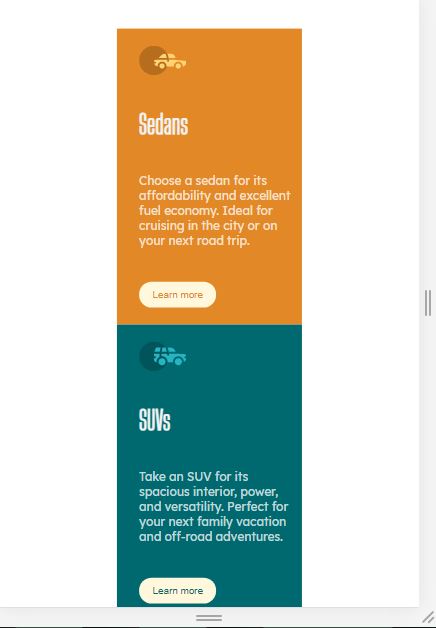 Sedans
Choose a sedan for its
affordability and excellent
fuel economy. Ideal for
cruising in the city or on
your next road trip.
Learn more
SUVs
Take an SUV for its
spacious interior, power,
and versatility. Perfect for
your next family vacation
and off-road adventures.
Learn more